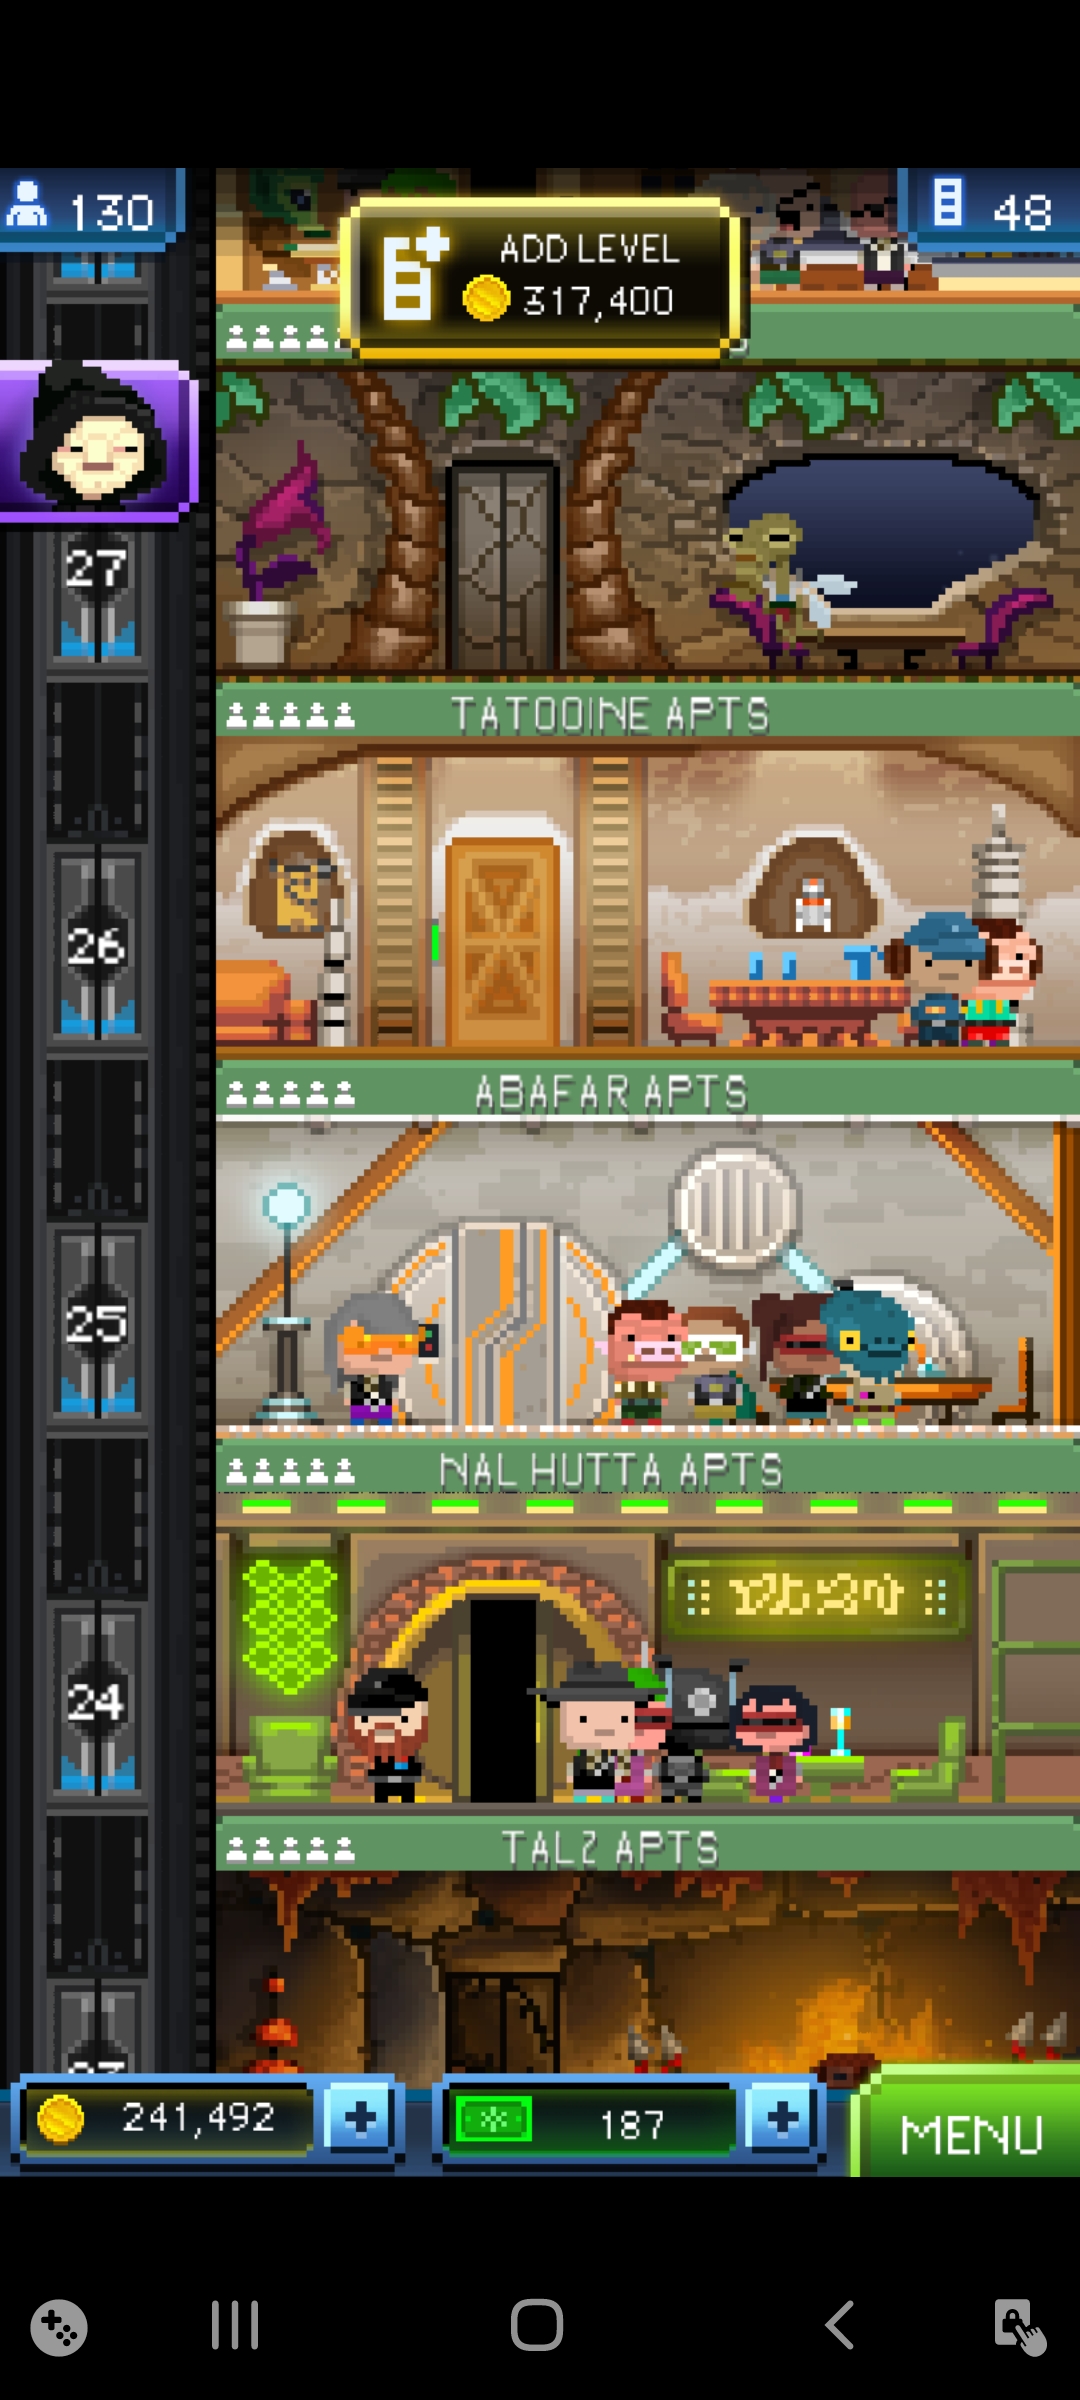 130
48
ADD LEVEL
317,400
27
TATOOINE APTS
26
ABAFAR APTS
25
NAL HUTTA APTS
24
TALZ APTS
241,492
187
MENU